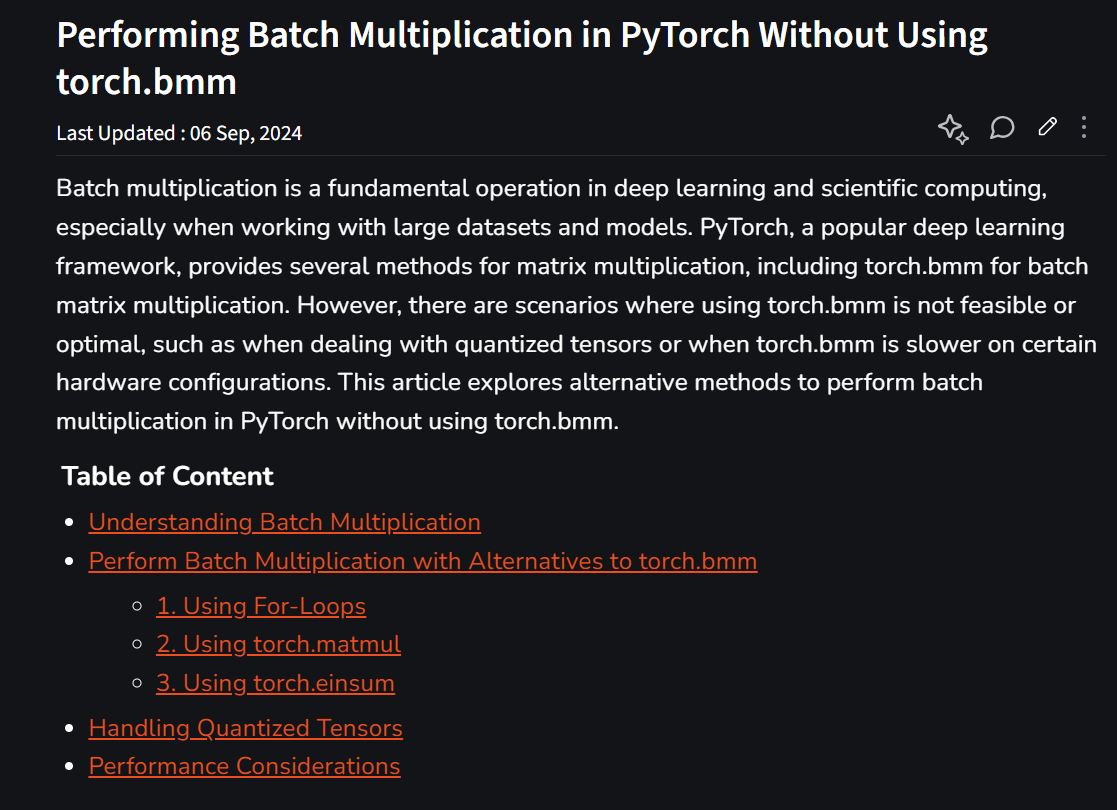 Performing Batch Multiplication in PyTorch Without Using
torch.bmm
Last Updated : 06 Sep, 2024
Batch multiplication is a fundamental operation in deep learning and scientific computing,
especially when working with large datasets and models. PyTorch, a popular deep learning
framework, provides several methods for matrix multiplication, including torch.bmm for batch
matrix multiplication. However, there are scenarios where using torch.bmm is not feasible or
optimal, such as when dealing with quantized tensors or when torch.bmm is slower on certain
hardware configurations. This article explores alternative methods to perform batch
multiplication in PyTorch without using torch.bmm.
Table of Content
Understanding Batch Multiplication
Perform Batch Multiplication with Alternatives to torch.bmm
1. Using For-Loops
2. Using torch.matmul
3. Using torch.einsum
Handling Quantized Tensors
Performance Considerations